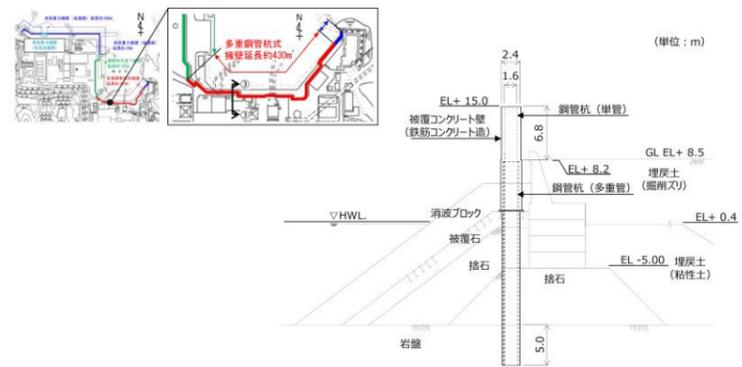 N
4
N
4
多重鋼管杭式
擁壁延長約430m
③
③
（単位：m）
2.4
1.6
EL+ 15.0
鋼管杭（単管）
被覆コンクリート壁
（鉄筋コンクリート造）
6.8
GL EL+ 8.5
EL+ 8.2
埋戻土
（掘削ズリ）
鋼管杭（多重管）
▽HWL.
消波ブロック
EL+ 0.4
被覆石
EL -5.00
埋戻土
（粘性土）
捨石
捨石
岩盤
5.0